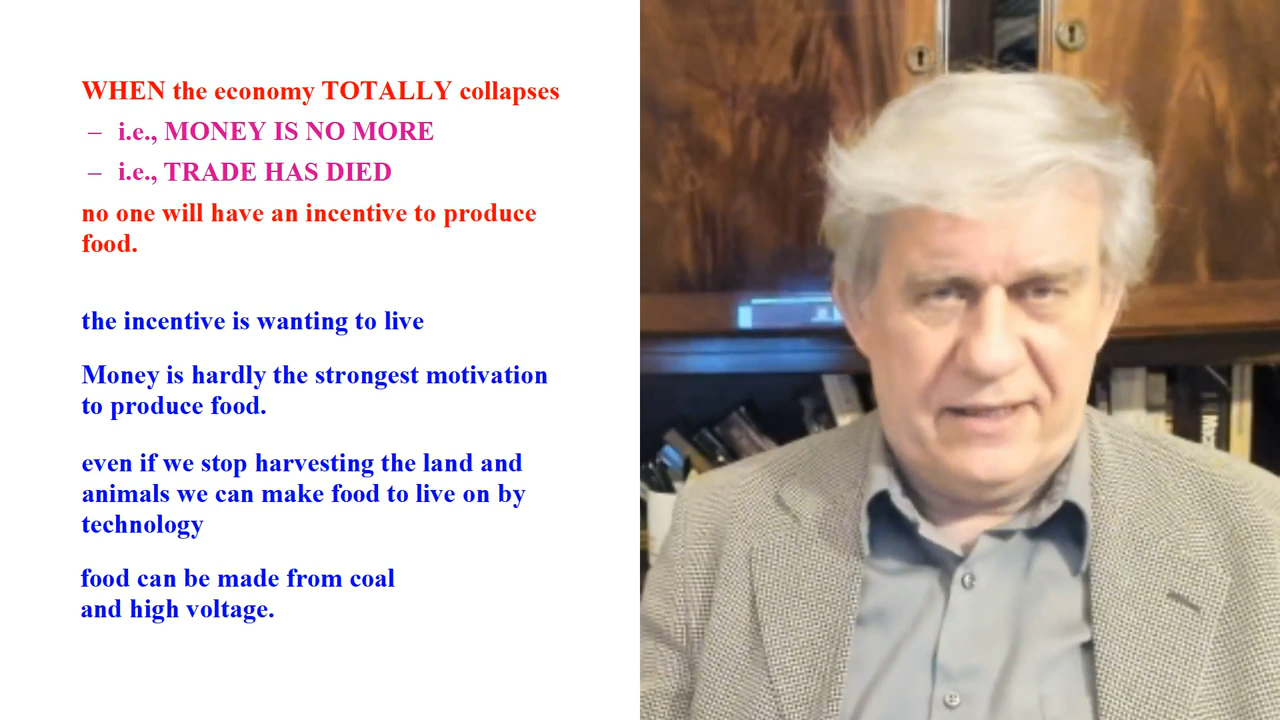 WHEN the economy TOTALLY collapses
– i.e., MONEY IS NO MORE
– i.e., TRADE HAS DIED
no one will have an incentive to produce
food.
the incentive is wanting to live
Money is hardly the strongest motivation
to produce food.
even if we stop harvesting the land and
animals we can make food to live on by
technology
food can be made from coal
and high voltage.